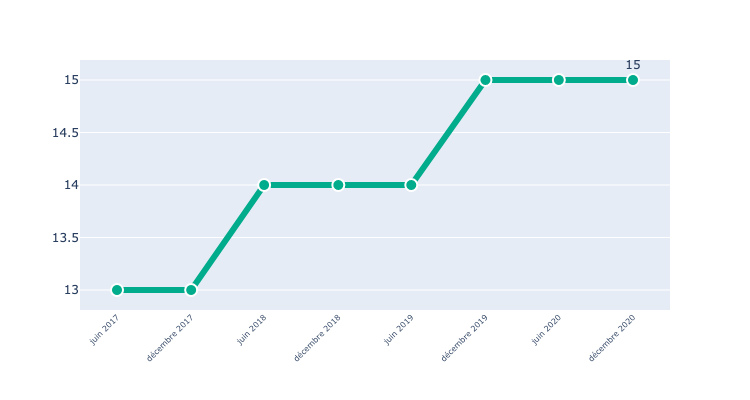 15
15
14.5
14
13.5
13
juin 2017
décembre 2017
juin 2018
décembre 2018
juin 2019
décembre 2019
juin 2020
décembre 2020